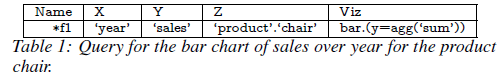 Name X Y Z Viz
*f1 ‘year’ ‘sales’ ‘product’.‘chair’ bar.(y=agg(‘sum’))
Table 1: Query for the bar chart of sales over year for the product
chair.